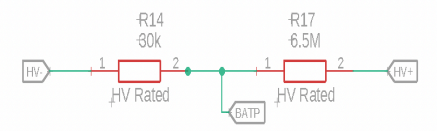 R14
30k
R17
6.5M
HV-
1
2
1
2
HV+
HV Rated
HV Rated
BATP